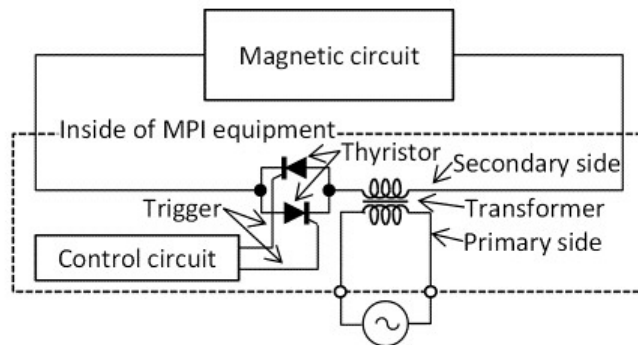 Magnetic circuit
Inside of MPI equipment
Thyristor
Secondary side
Trigger
Transformer
Primary side
Control circuit